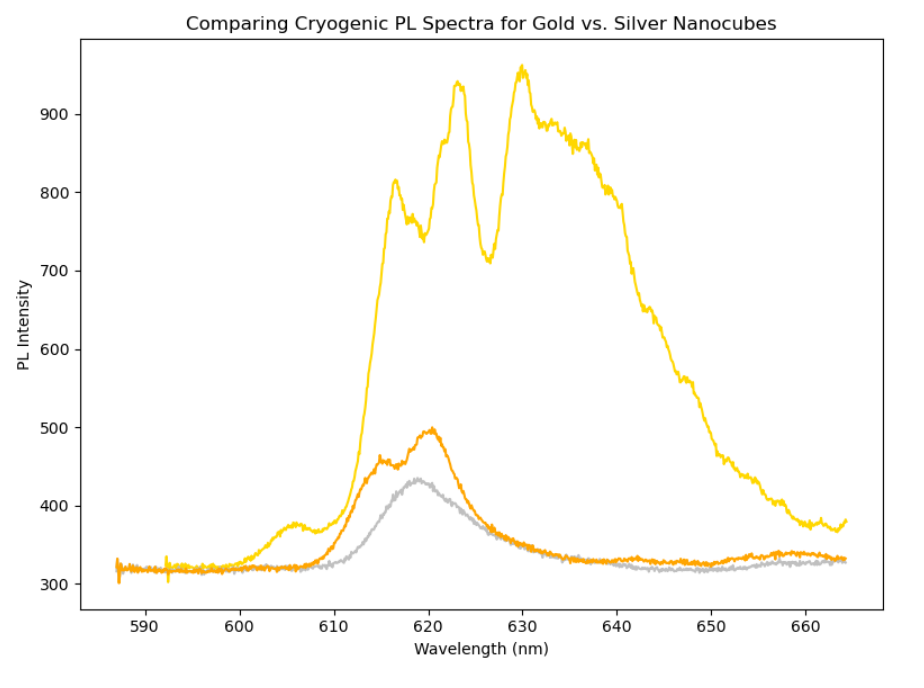 Comparing Cryogenic PL Spectra for Gold vs. Silver Nanocubes
900
800
700
600
500
400
300
PL Intensity
590 600 610 620 630 640 650 660
Wavelength (nm)